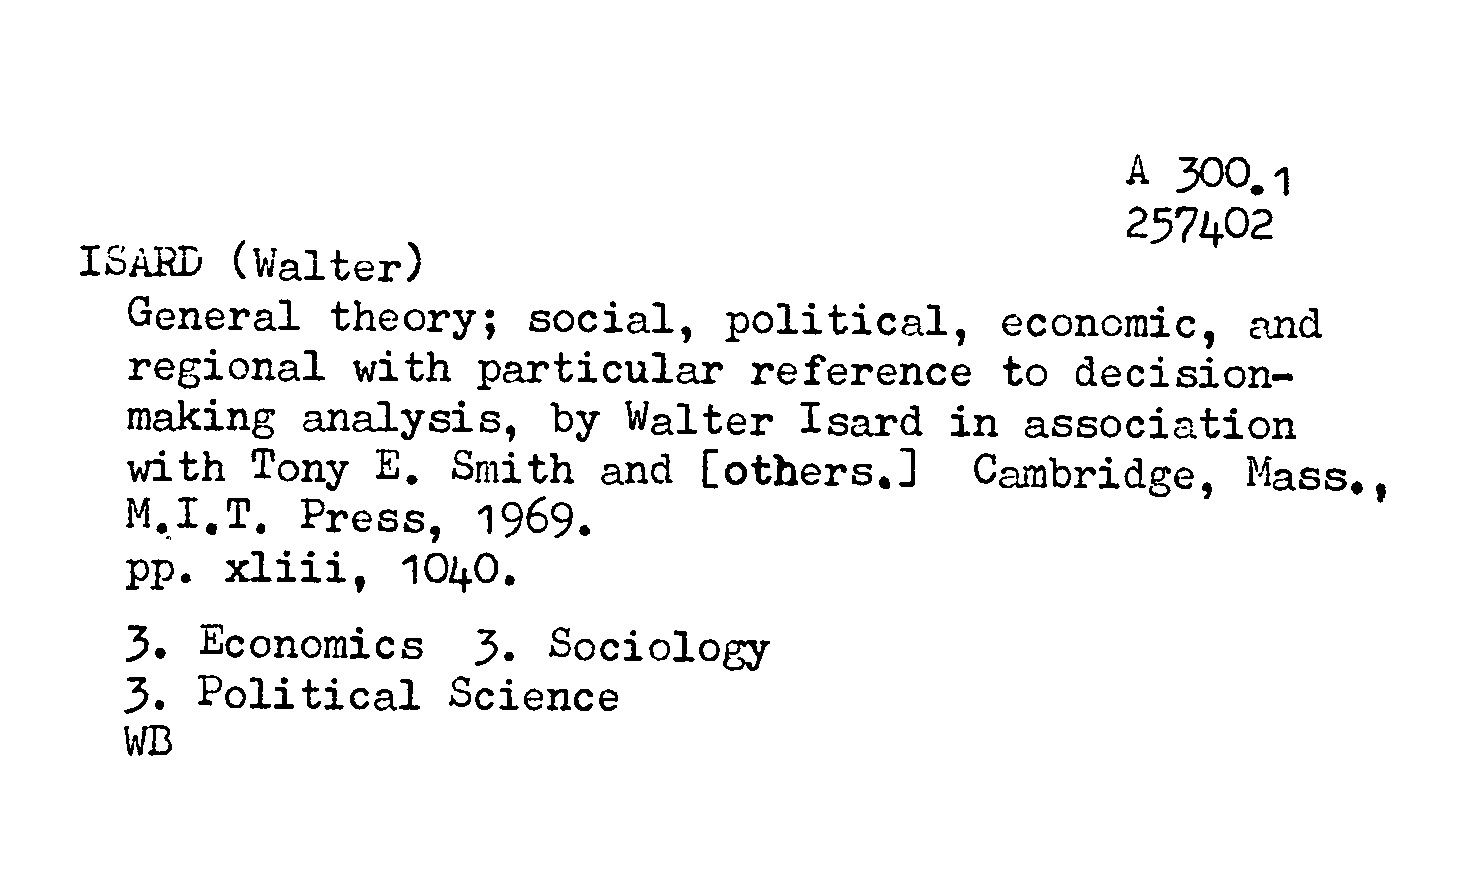 A 300.1
257402
ISARD (Walter)
General theory; social, political, economic, and
regional with particular reference to decision-
making analysis, by Walter Isard in association
with Tony E. Smith and [others.] Cambridge, Mass.,
M.I.T. Press, 1969.
pp. xliii, 1040.
3. Economics 3. Sociology
3. Political Science
WB